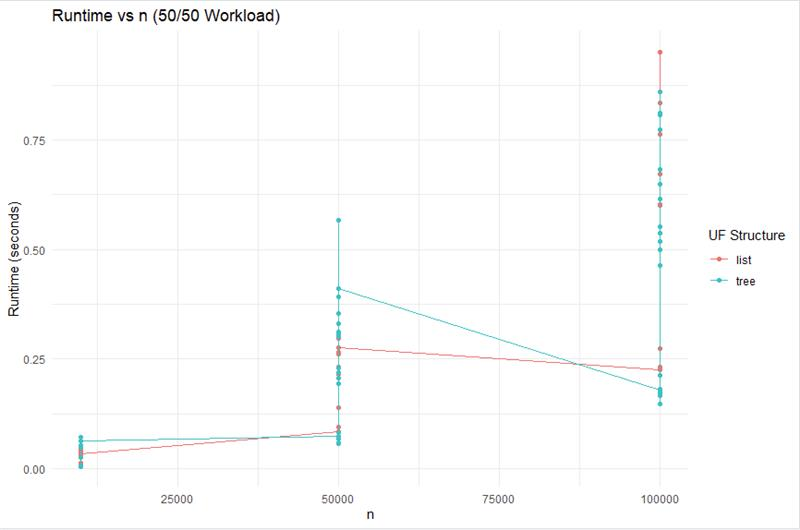 Runtime vs n (50/50 Workload)
0.75
0.50
0.25
0.00
Runtime (seconds)
25000 50000 75000 100000
n
UF Structure
list
tree